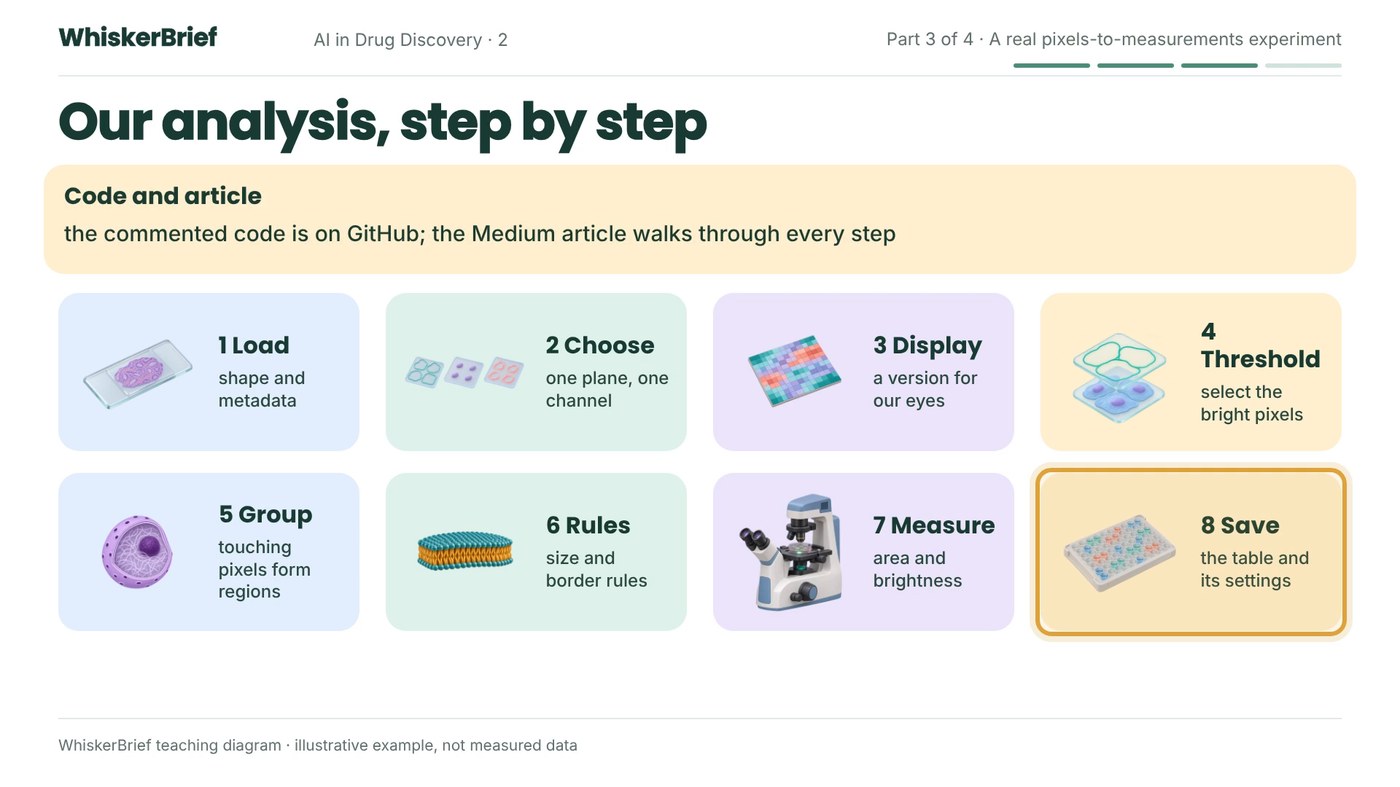 WhiskerBrief
AI in Drug Discovery · 2
Part 3 of 4 · A real pixels-to-measurements experiment
Our analysis, step by step
Code and article
the commented code is on GitHub; the Medium article walks through every step
1 Load
shape and
metadata
2 Choose
one plane, one
channel
3 Display
a version for
our eyes
4
Threshold
select the
bright pixels
5 Group
touching
pixels form
regions
6 Rules
size and
border rules
7 Measure
area and
brightness
8 Save
the table and
its settings
WhiskerBrief teaching diagram · illustrative example, not measured data